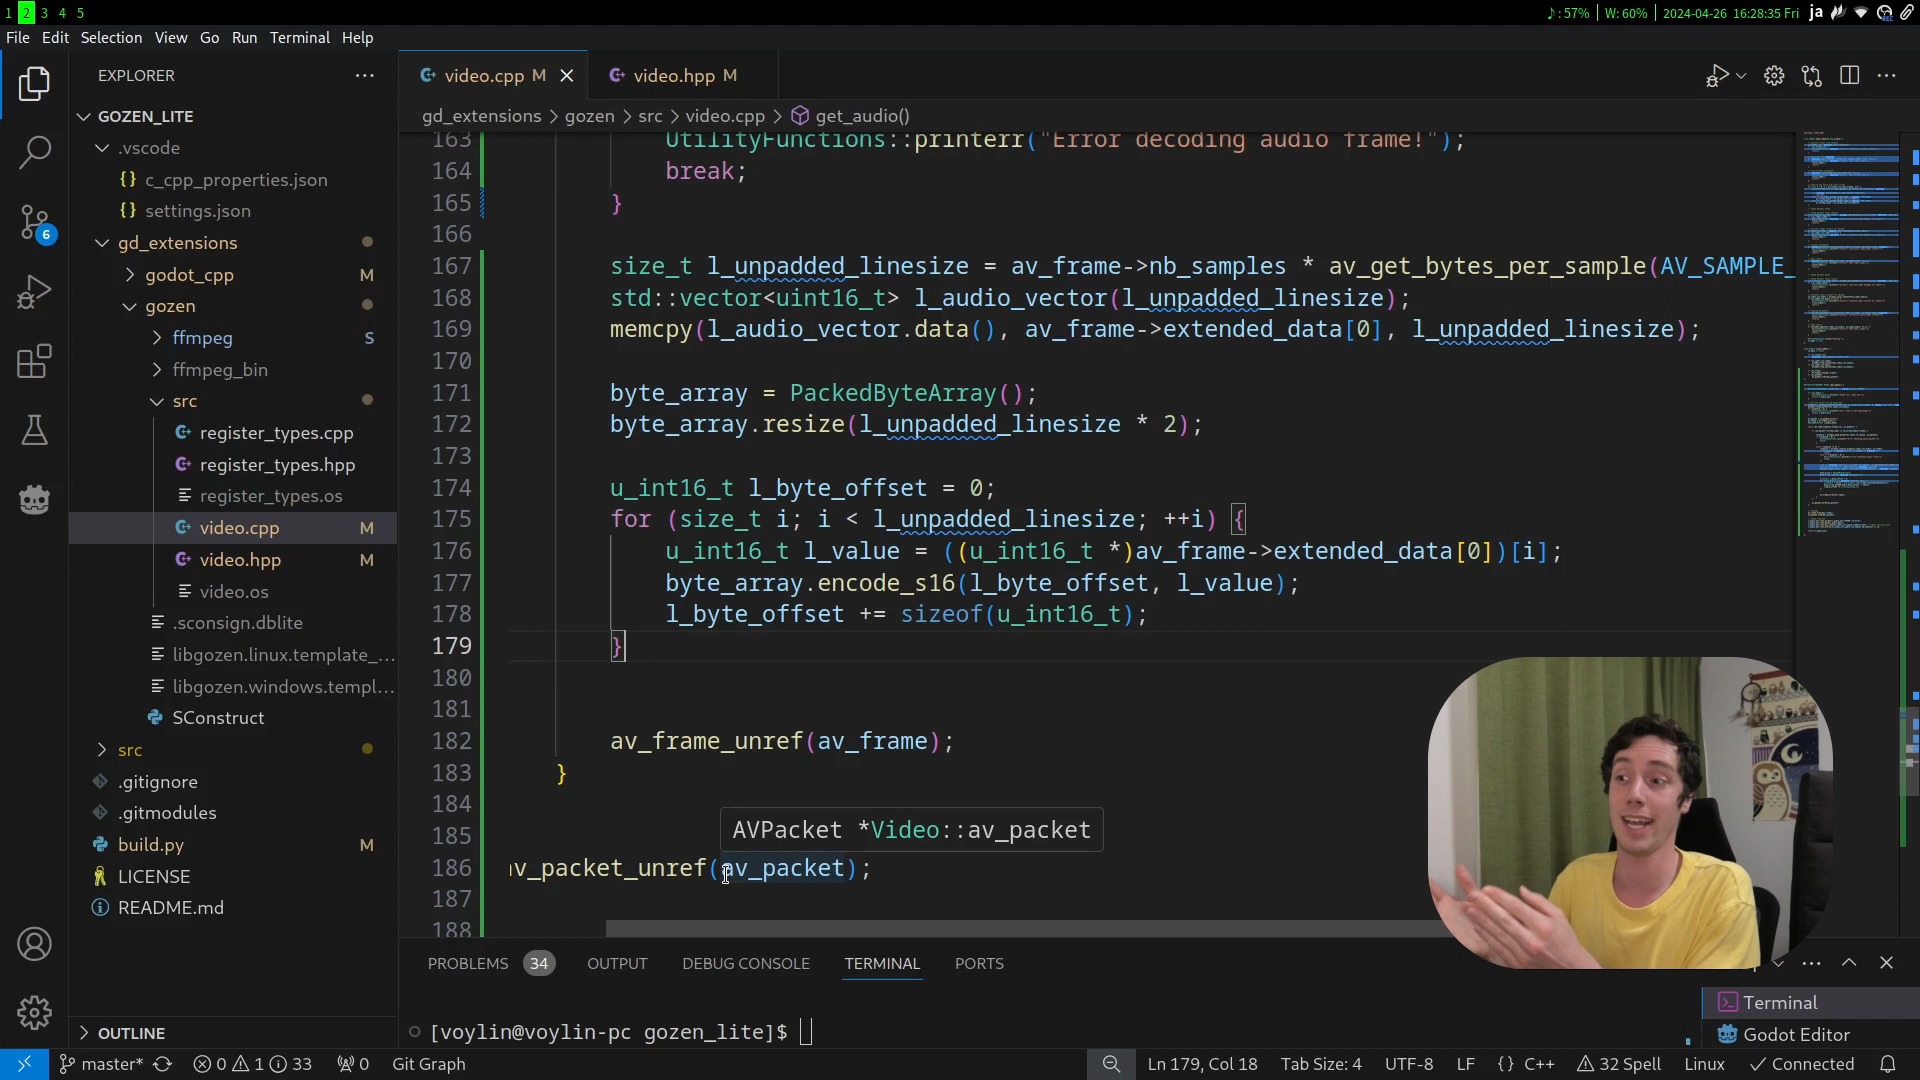 1 2 3 4 5
♪: 57% | W: 60% | 2024-04-26 16:28:35 Fri ja
File Edit Selection View Go Run Terminal Help
EXPLORER
GOZEN_LITE
.vscode
c_cpp_properties.json
settings.json
gd_extensions
godot_cpp M
gozen
ffmpeg S
ffmpeg_bin
src
register_types.cpp
register_types.hpp
register_types.os
video.cpp M
video.hpp M
video.os
.sconsign.dblite
libgozen.linux.template_...
libgozen.windows.templ...
SConstruct
src
.gitignore
.gitmodules
build.py M
LICENSE
README.md
OUTLINE
6
video.cpp M
video.hpp M
gd_extensions > gozen > src > video.cpp > get_audio()
163 UtilityFunctions::printerr("Error decoding audio frame!");
164 break;
165 }
166
167 size_t l_unpadded_linesize = av_frame->nb_samples * av_get_bytes_per_sample(AV_SAMPLE_
168 std::vector<uint16_t> l_audio_vector(l_unpadded_linesize);
169 memcpy(l_audio_vector.data(), av_frame->extended_data[0], l_unpadded_linesize);
170
171 byte_array = PackedByteArray();
172 byte_array.resize(l_unpadded_linesize * 2);
173
174 u_int16_t l_byte_offset = 0;
175 for (size_t i; i < l_unpadded_linesize; ++i) {
176 u_int16_t l_value = ((u_int16_t *)av_frame->extended_data[0])[i];
177 byte_array.encode_s16(l_byte_offset, l_value);
178 l_byte_offset += sizeof(u_int16_t);
179 }
180
181
182 av_frame_unref(av_frame);
183 }
184
185
AVPacket *Video::av_packet
186 av_packet_unref(av_packet);
187
188
PROBLEMS 34 OUTPUT DEBUG CONSOLE TERMINAL PORTS
[voylin@voylin-pc gozen_lite]$
Terminal
Godot Editor
master* 0 1 33 0 Git Graph
Ln 179, Col 18 Tab Size: 4 UTF-8 LF {} C++ 32 Spell Linux Connected